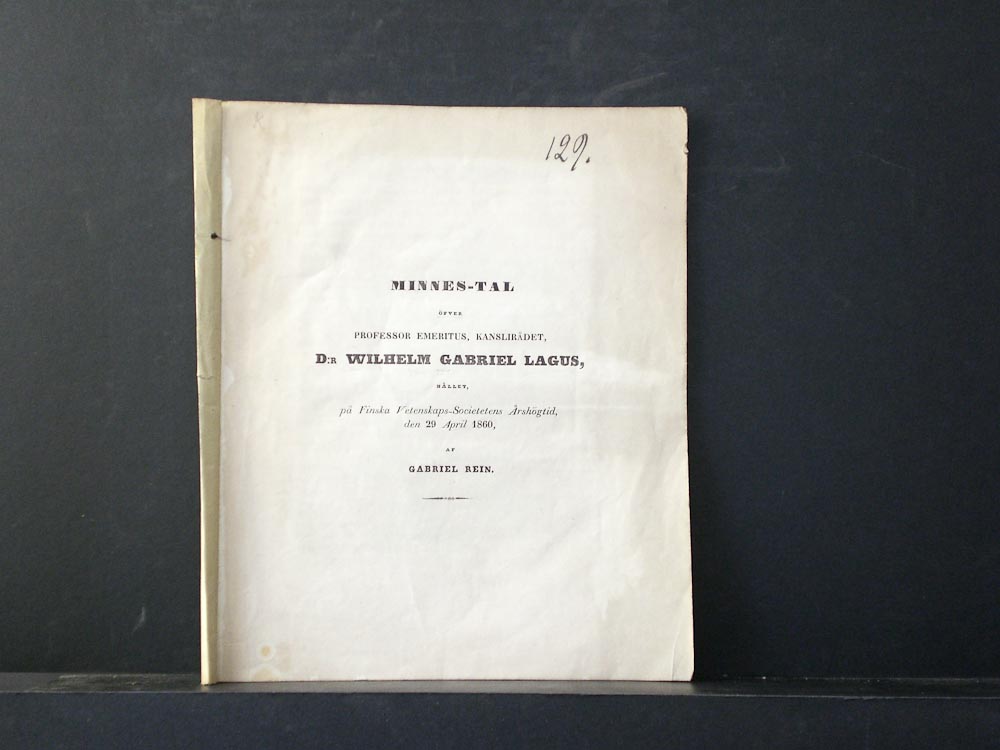 129.
MINNES-TAL
ÖFVER
PROFESSOR EMERITUS, KANSLIRÅDET,
D:R WILHELM GABRIEL LAGUS,
HÅLLET,
på Finska Vetenskaps-Societetens Årshögtid,
den 29 April 1860,
AF
GABRIEL REIN.